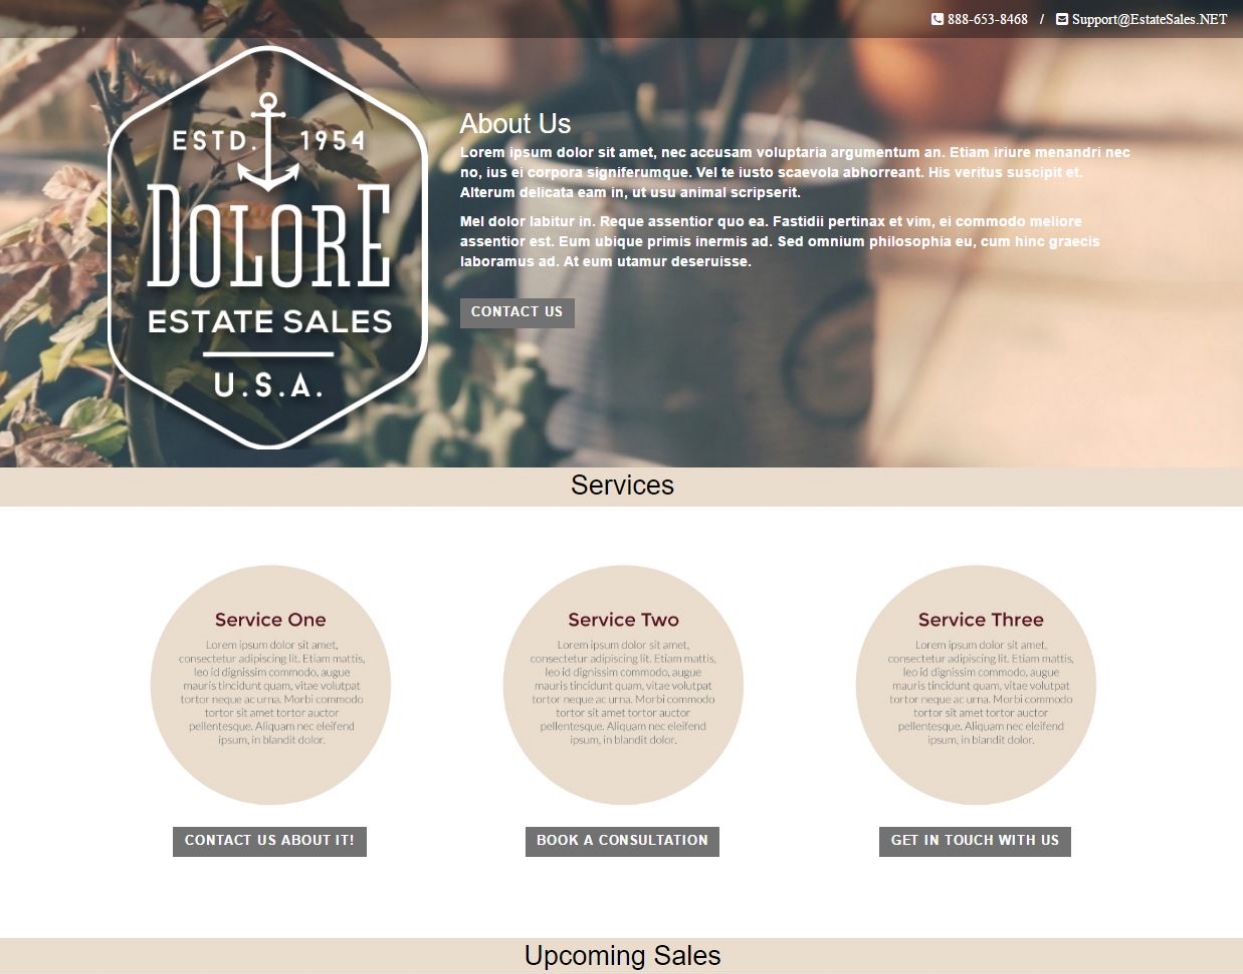 888-653-8468 / Support@EstateSales.NET
ESTD. 1954
DOLORE
ESTATE SALES
U.S.A.
About Us
Lorem ipsum dolor sit amet, nec accusam voluptaria argumentum an. Etiam iriure menandri nec
no, ius ei corpora signiferumque. Vel te iusto scaevola abhorreant. His veritus suscipit et.
Alterum delicata eam in, ut usu animal scripserit.
Mel dolor labitur in. Reque assentior quo ea. Fastidii pertinax et vim, ei commodo meliore
assentior est. Eum ubique primis inermis ad. Sed omnium philosophia eu, cum hinc graecis
laboramus ad. At eum utamur deseruisse.
CONTACT US
Services
Service One
Lorem ipsum dolor sit amet,
consectetur adipiscing lit. Etiam mattis,
leo id dignissim commodo, augue
mauris tincidunt quam, vitae volutpat
tortor neque ac urna. Morbi commodo
tortor sit amet tortor auctor
pellentesque. Aliquam nec eleifend
ipsum, in blandit dolor.
CONTACT US ABOUT IT!
Service Two
Lorem ipsum dolor sit amet,
consectetur adipiscing lit. Etiam mattis,
leo id dignissim commodo, augue
mauris tincidunt quam, vitae volutpat
tortor neque ac urna. Morbi commodo
tortor sit amet tortor auctor
pellentesque. Aliquam nec eleifend
ipsum, in blandit dolor.
BOOK A CONSULTATION
Service Three
Lorem ipsum dolor sit amet,
consectetur adipiscing lit. Etiam mattis,
leo id dignissim commodo, augue
mauris tincidunt quam, vitae volutpat
tortor neque ac urna. Morbi commodo
tortor sit amet tortor auctor
pellentesque. Aliquam nec eleifend
ipsum, in blandit dolor.
GET IN TOUCH WITH US
Upcoming Sales